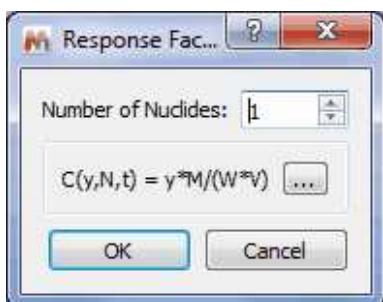 Response Fac...
Number of Nuclides: 1
C(y,N,t) = y*M/(W*V) ...
OK Cancel